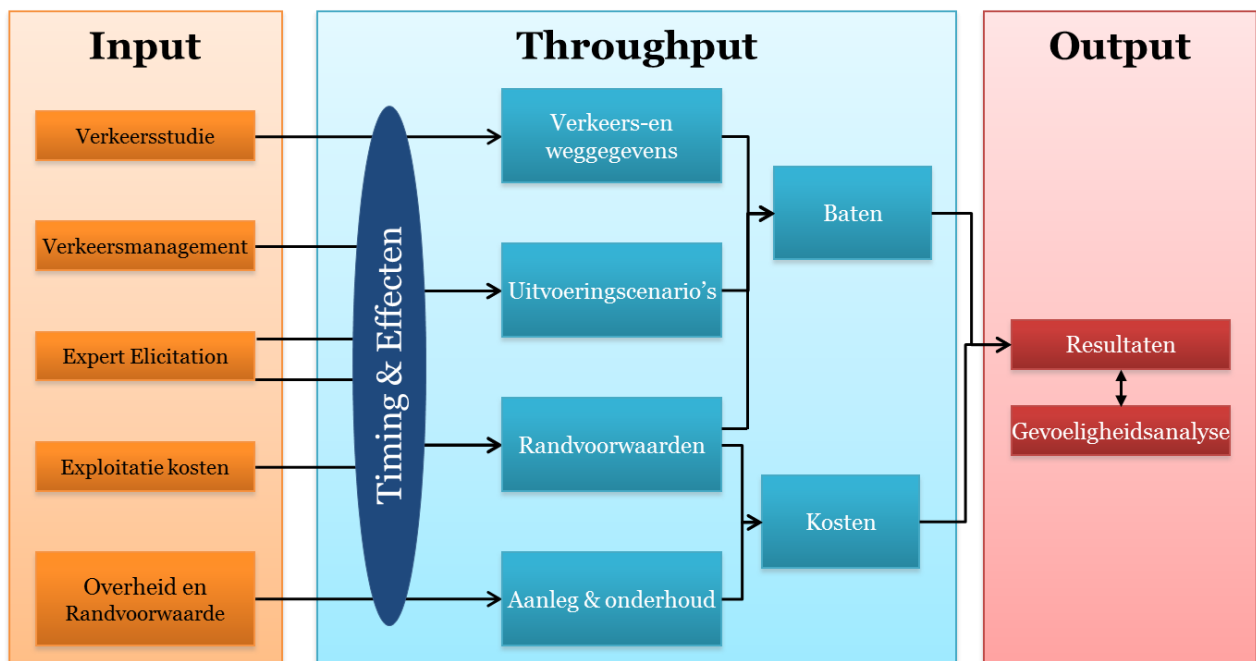 Input
Verkeersstudie
Verkeersmanagement
Expert Elicitation
Exploitatie kosten
Overheid en
Randvoorwaarde
Throughput
Timing & Effecten
Verkeers-en
weggegevens
Uitvoeringscenario’s
Randvoorwaarden
Aanleg & onderhoud
Baten
Kosten
Output
Resultaten
Gevoeligheidsanalyse